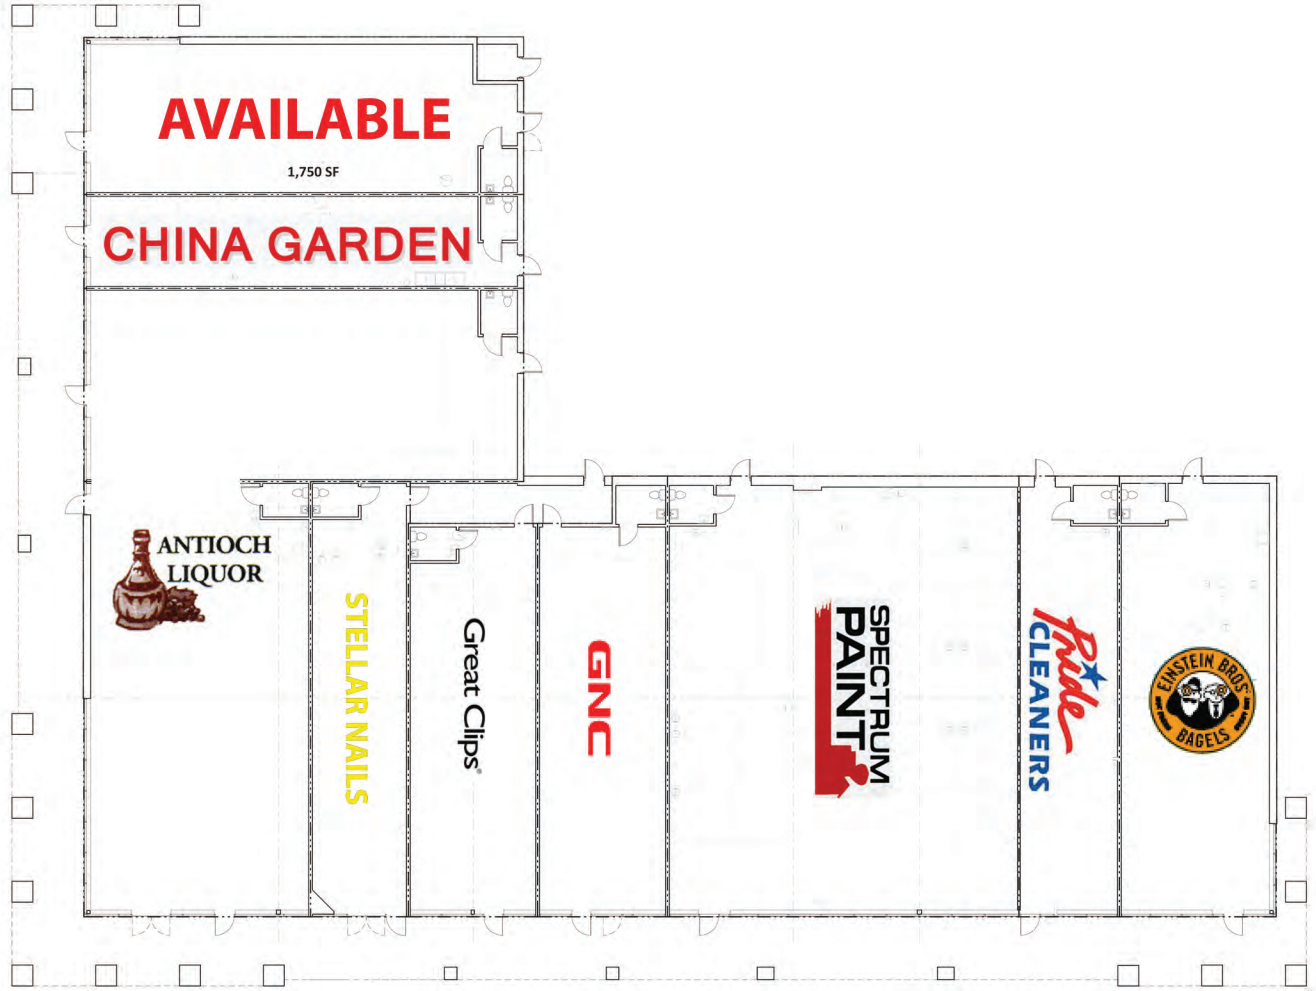 AVAILABLE
1,750 SF
CHINA GARDEN
ANTIOCH
LIQUOR
STELLAR NAILS
Great Clips®
GNC
SPECTRUM
PAINT
Pride
CLEANERS
EINSTEIN BROS
BAGELS